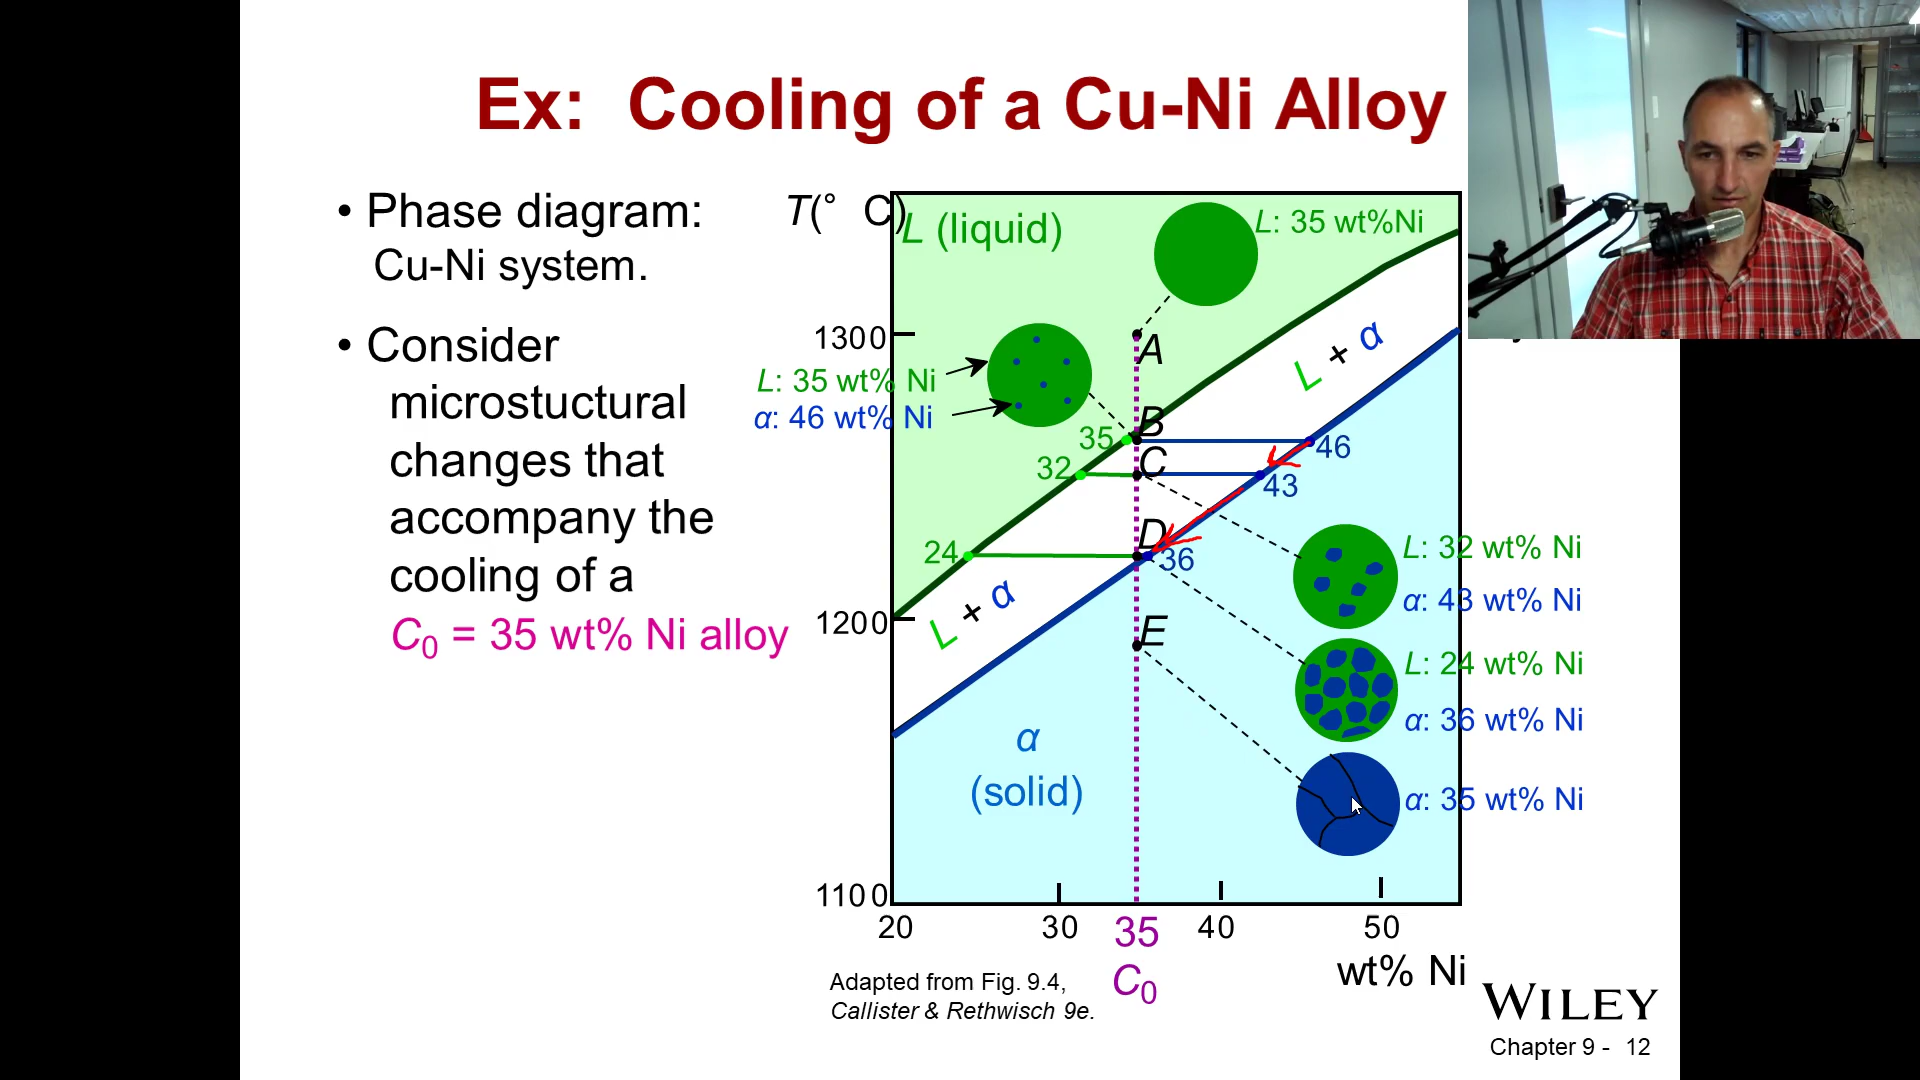 Ex: Cooling of a Cu-Ni Alloy
• Phase diagram:
Cu-Ni system.
• Consider
microstuctural
changes that
accompany the
cooling of a
C0 = 35 wt% Ni alloy
T(° C)
L (liquid)
L: 35 wt%Ni
1300
A
L + α
L: 35 wt% Ni
α: 46 wt% Ni
B
35
46
32
C
43
D
24
36
L: 32 wt% Ni
α: 43 wt% Ni
L + α
1200
E
L: 24 wt% Ni
α: 36 wt% Ni
α
(solid)
α: 35 wt% Ni
1100
20
30
35
40
50
C0
wt% Ni
Adapted from Fig. 9.4,
Callister & Rethwisch 9e.
WILEY
Chapter 9 - 12